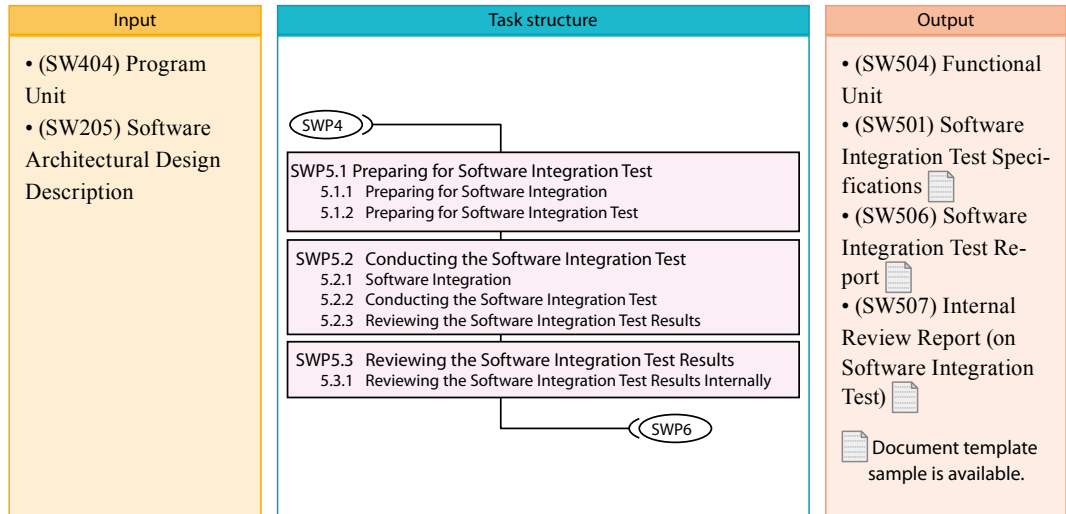 Input
• (SW404) Program
Unit
• (SW205) Software
Architectural Design
Description
Task structure
SWP4
SWP5.1 Preparing for Software Integration Test
5.1.1 Preparing for Software Integration
5.1.2 Preparing for Software Integration Test
SWP5.2 Conducting the Software Integration Test
5.2.1 Software Integration
5.2.2 Conducting the Software Integration Test
5.2.3 Reviewing the Software Integration Test Results
SWP5.3 Reviewing the Software Integration Test Results
5.3.1 Reviewing the Software Integration Test Results Internally
SWP6
Output
• (SW504) Functional
Unit
• (SW501) Software
Integration Test Speci-
fications
• (SW506) Software
Integration Test Re-
port
• (SW507) Internal
Review Report (on
Software Integration
Test)
Document template
sample is available.